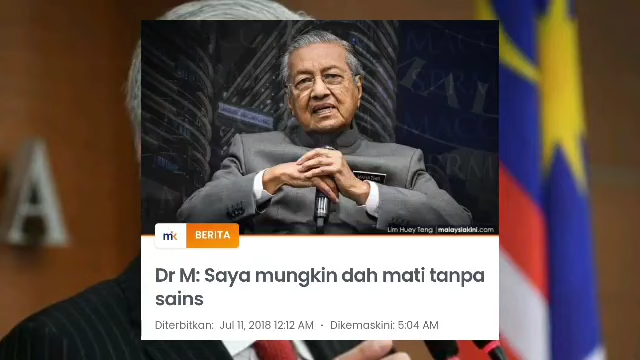 A
Lim Huey Teng | malaysiakini.com
mk BERITA
Dr M: Saya mungkin dah mati tanpa
sains
Diterbitkan: Jul 11, 2018 12:12 AM · Dikemaskini: 5:04 AM